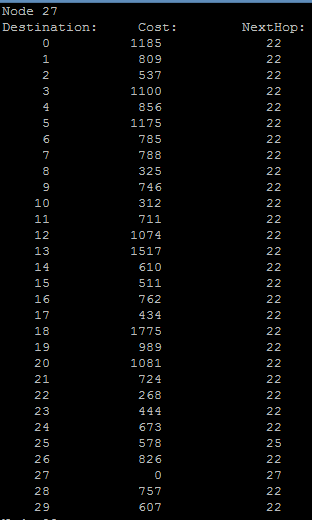 Node 27
Destination: Cost: NextHop:
0 1185 22
1 809 22
2 537 22
3 1100 22
4 856 22
5 1175 22
6 785 22
7 788 22
8 325 22
9 746 22
10 312 22
11 711 22
12 1074 22
13 1517 22
14 610 22
15 511 22
16 762 22
17 434 22
18 1775 22
19 989 22
20 1081 22
21 724 22
22 268 22
23 444 22
24 673 22
25 578 25
26 826 22
27 0 27
28 757 22
29 607 22